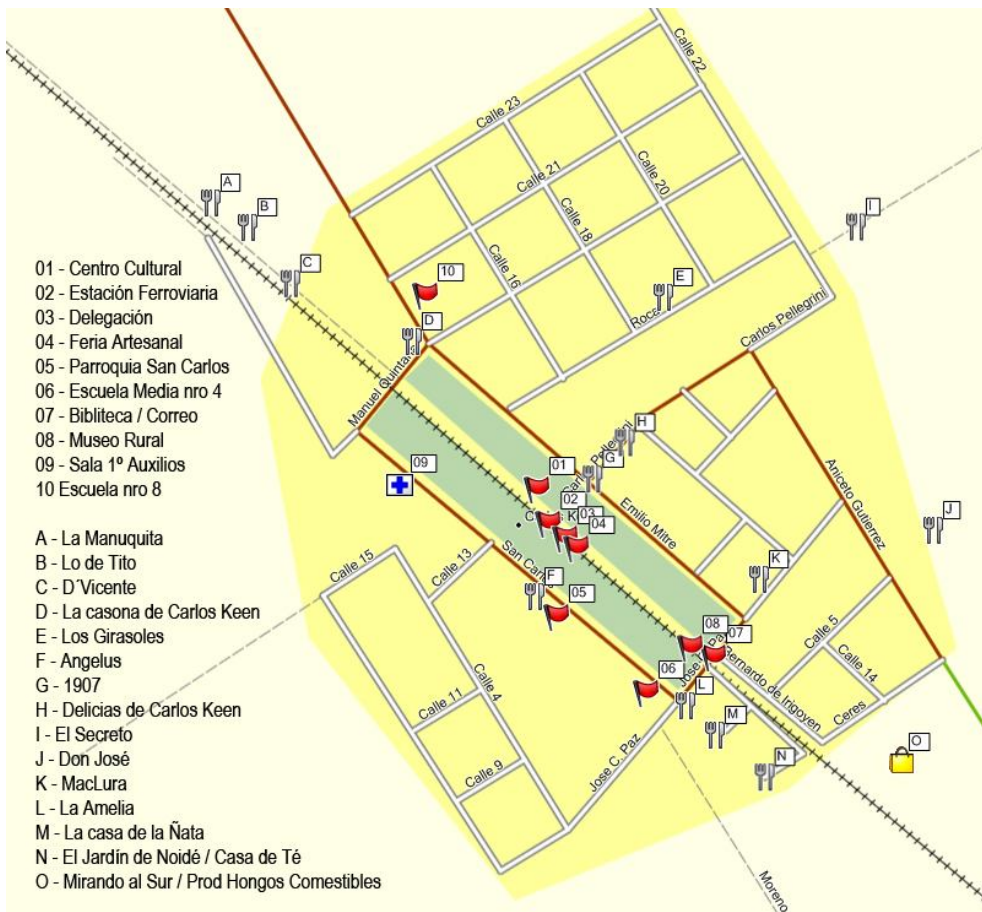 Calle 22
Calle 23
Calle 21
Calle 20
Calle 18
Calle 16
A
B
C
I
E
10
D
Roca
Carlos Pellegrini
Manuel Quintana
01 - Centro Cultural
02 - Estación Ferroviaria
03 - Delegación
04 - Feria Artesanal
05 - Parroquia San Carlos
06 - Escuela Media nro 4
07 - Bibliteca / Correo
08 - Museo Rural
09 - Sala 1º Auxilios
10 Escuela nro 8
A - La Manuquita
B - Lo de Tito
C - D´Vicente
D - La casona de Carlos Keen
E - Los Girasoles
F - Angelus
G - 1907
H - Delicias de Carlos Keen
I - El Secreto
J - Don José
K - MacLura
L - La Amelia
M - La casa de la Ñata
N - El Jardín de Noidé / Casa de Té
O - Mirando al Sur / Prod Hongos Comestibles
H
G
09
01
02
03
04
Emilio Mitre
Aniceto Gutierrez
J
K
San Carlos
F
05
Calle 15
Calle 13
08
07
06
L
M
N
O
Bernardo de Irigoyen
Calle 5
Calle 14
Ceres
Calle 4
Calle 11
Calle 9
Jose C. Paz
Moreno